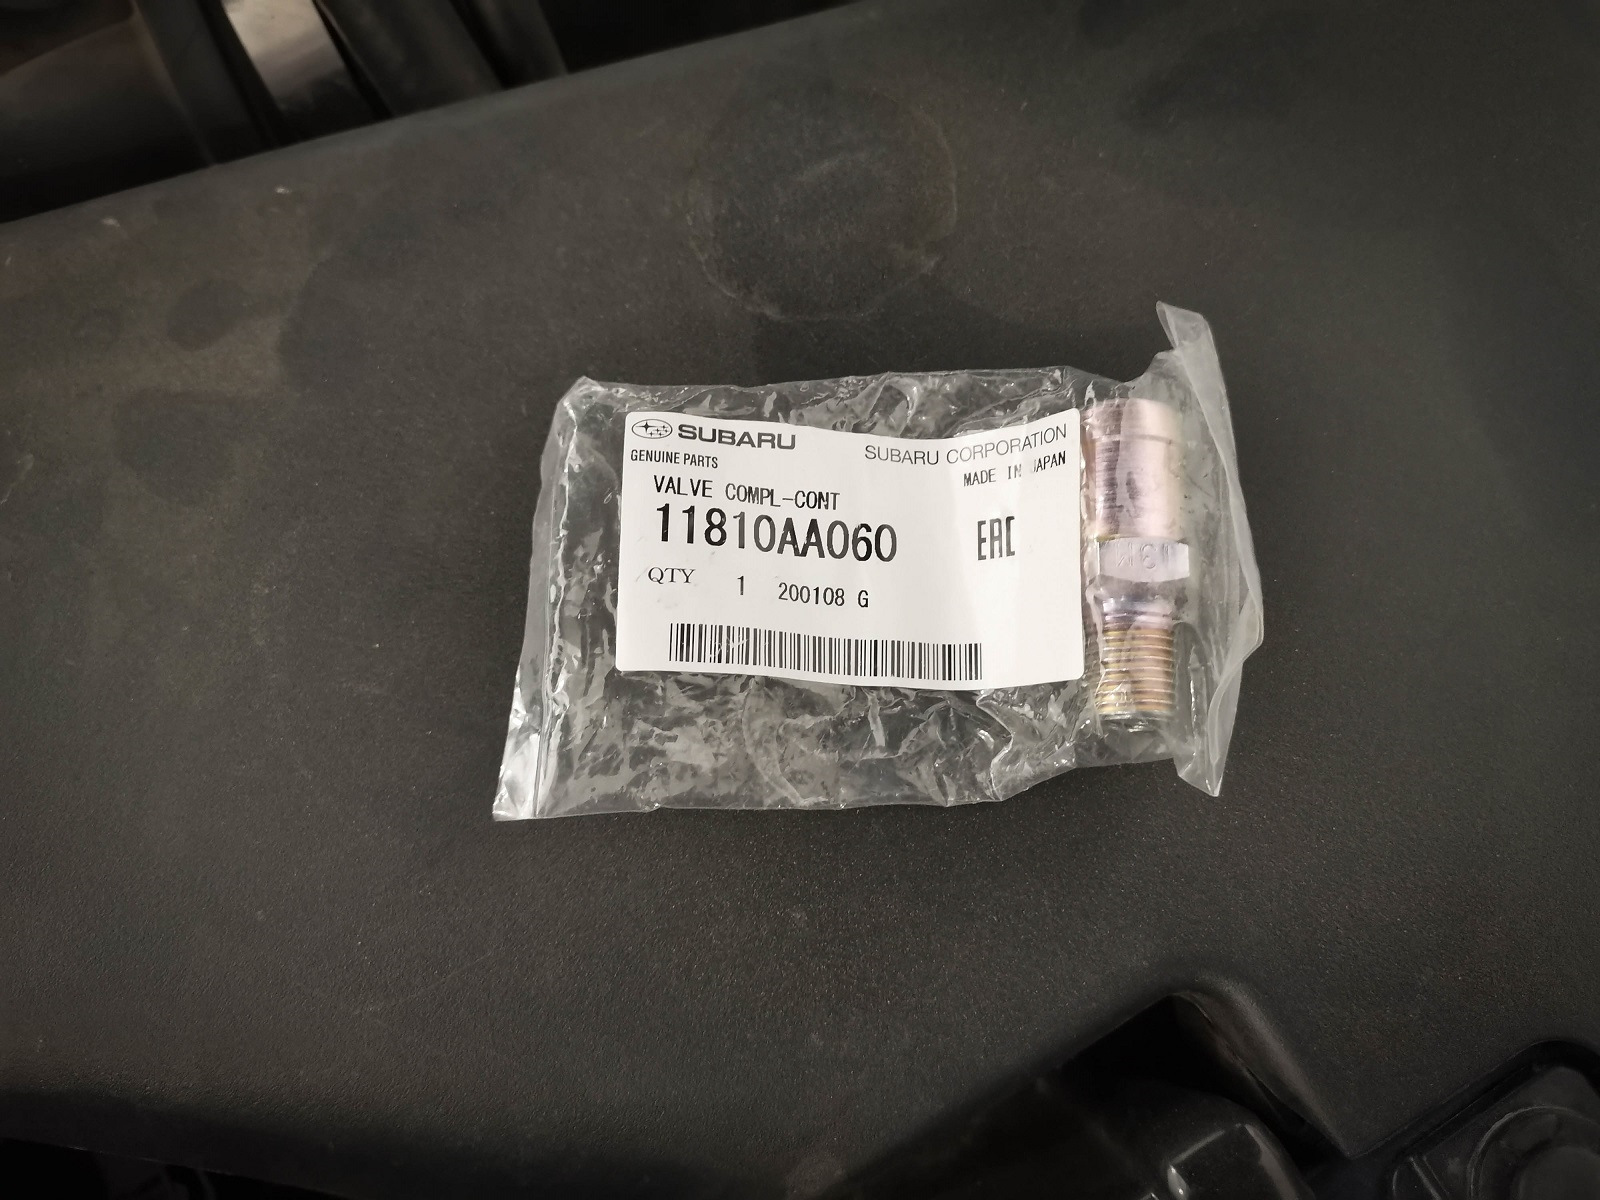 SUBARU
SUBARU CORPORATION
GENUINE PARTS
MADE IN JAPAN
VALVE COMPL-CONT
11810AA060
EAC
QTY 1 200108 G